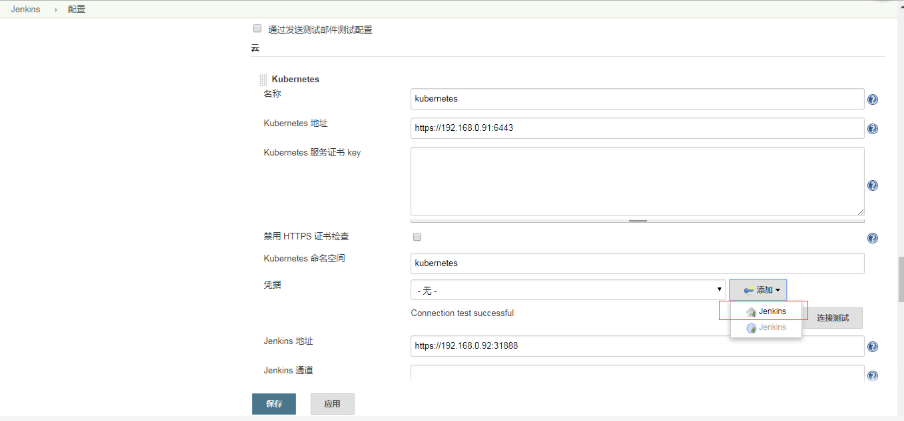 Jenkins › 配置
通过发送测试邮件测试配置
云
Kubernetes
名称 kubernetes
Kubernetes 地址 https://192.168.0.91:6443
Kubernetes 服务证书 key
禁用 HTTPS 证书检查
Kubernetes 命名空间 kubernetes
凭据 - 无 - 添加
Connection test successful Jenkins 连接测试
Jenkins
Jenkins 地址 https://192.168.0.92:31888
Jenkins 通道
保存 应用